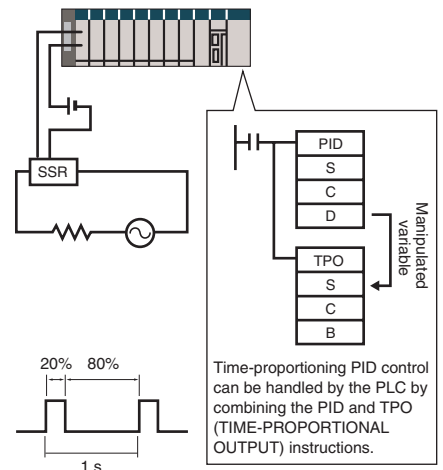 SSR
PID
S
C
D
Manipulated
variable
TPO
S
C
B
Time-proportioning PID control
can be handled by the PLC by
combining the PID and TPO
(TIME-PROPORTIONAL
OUTPUT) instructions.
20% 80%
1 s